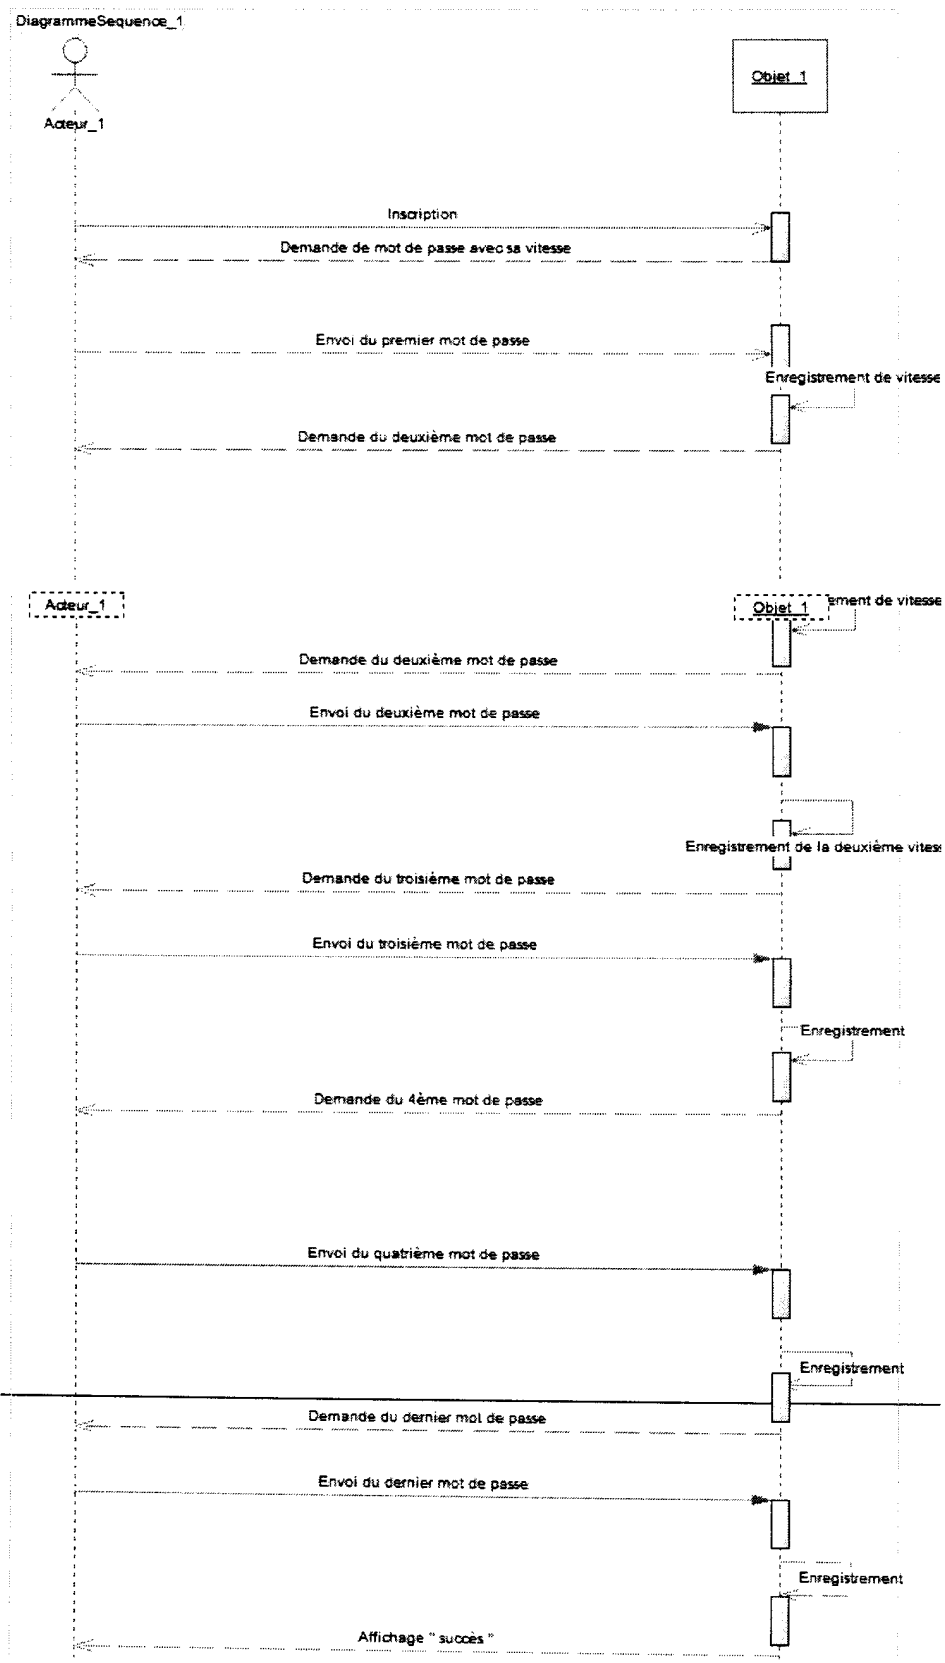 DiagrammeSequence_1
Objet_1
Acteur_1
Inscription
Demande de mot de passe avec sa vitesse
Envoi du premier mot de passe
Enregistrement de vitesse
Demande du deuxième mot de passe
Acteur_1
Objet_1
ement de vitesse
Demande du deuxième mot de passe
Envoi du deuxième mot de passe
Enregistrement de la deuxième vitess
Demande du troisième mot de passe
Envoi du troisième mot de passe
Enregistrement
Demande du 4ème mot de passe
Envoi du quatrième mot de passe
Enregistrement
Demande du dernier mot de passe
Envoi du dernier mot de passe
Enregistrement
Affichage " succès "